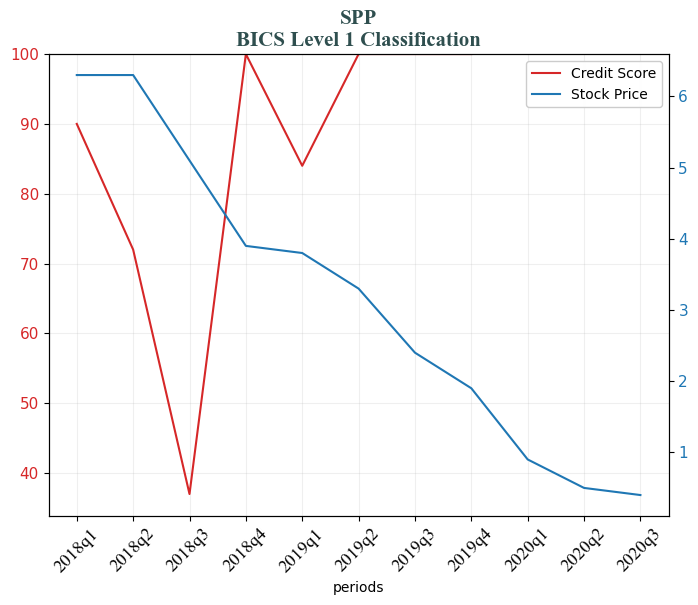 SPP
BICS Level 1 Classification
Credit Score
Stock Price
100
90
80
70
60
50
40
6
5
4
3
2
1
2018q1 2018q2 2018q3 2018q4 2019q1 2019q2 2019q3 2019q4 2020q1 2020q2 2020q3
periods